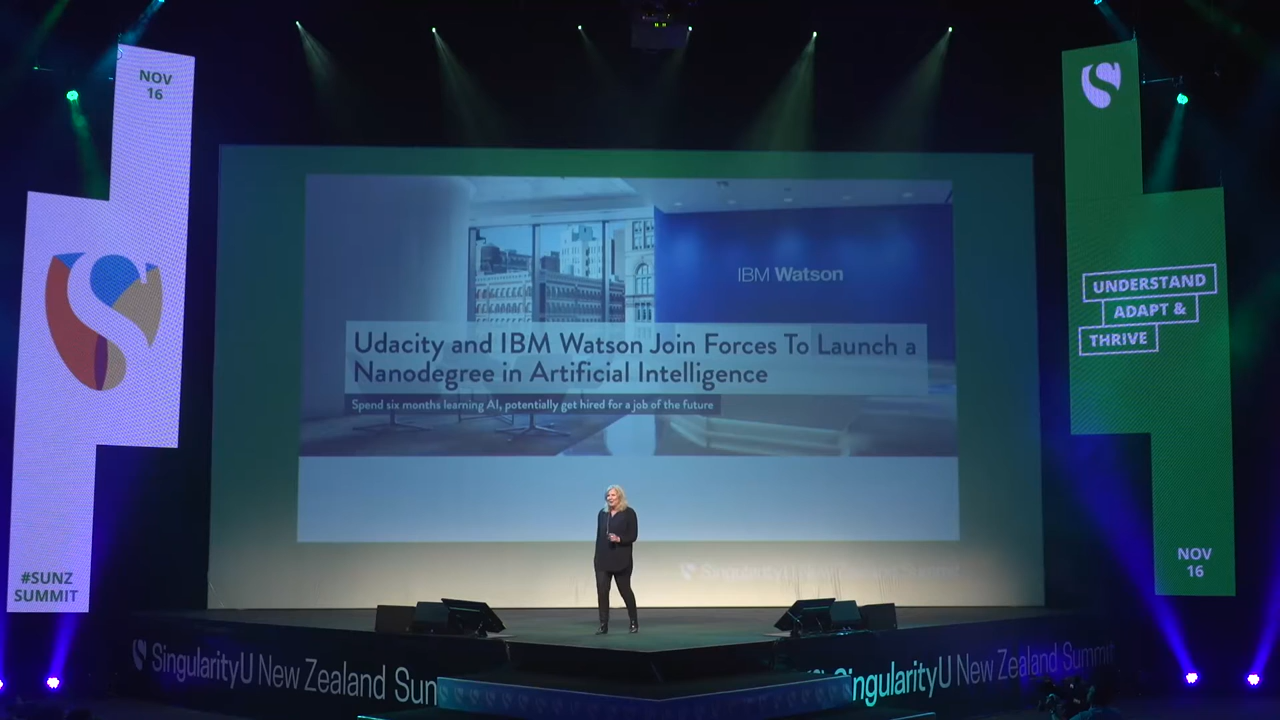 NOV
16
#SUNZ
SUMMIT
IBM Watson
Udacity and IBM Watson Join Forces To Launch a
Nanodegree in Artificial Intelligence
Spend six months learning AI, potentially get hired for a job of the future
UNDERSTAND
ADAPT &
THRIVE
NOV
16
SingularityU New Zealand Sum
SingularityU New Zealand Summit